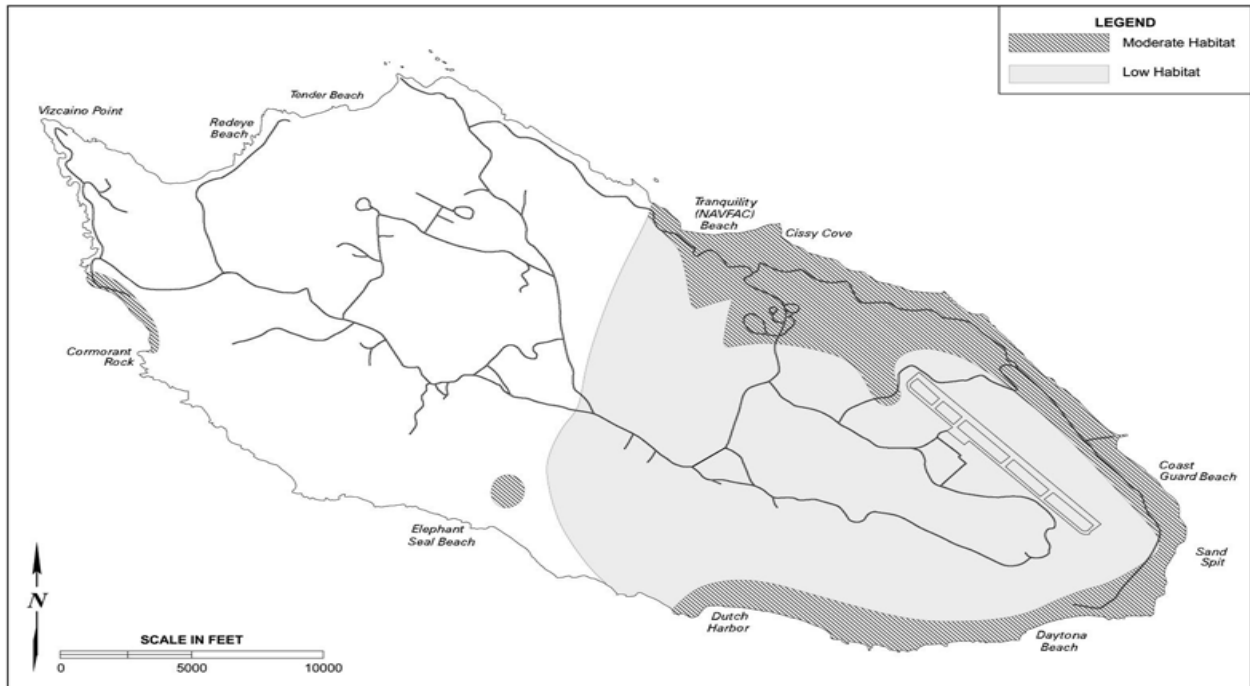 LEGEND
Moderate Habitat
Low Habitat
Tender Beach
Vizcaino Point
Redeye
Beach
Tranquility
(NAVFAC)
Beach
Cissy Cove
Cormorant
Rock
Coast
Guard Beach
Elephant
Seal Beach
Sand
Spit
Dutch
Harbor
Daytona
Beach
N
SCALE IN FEET
0
5000
10000